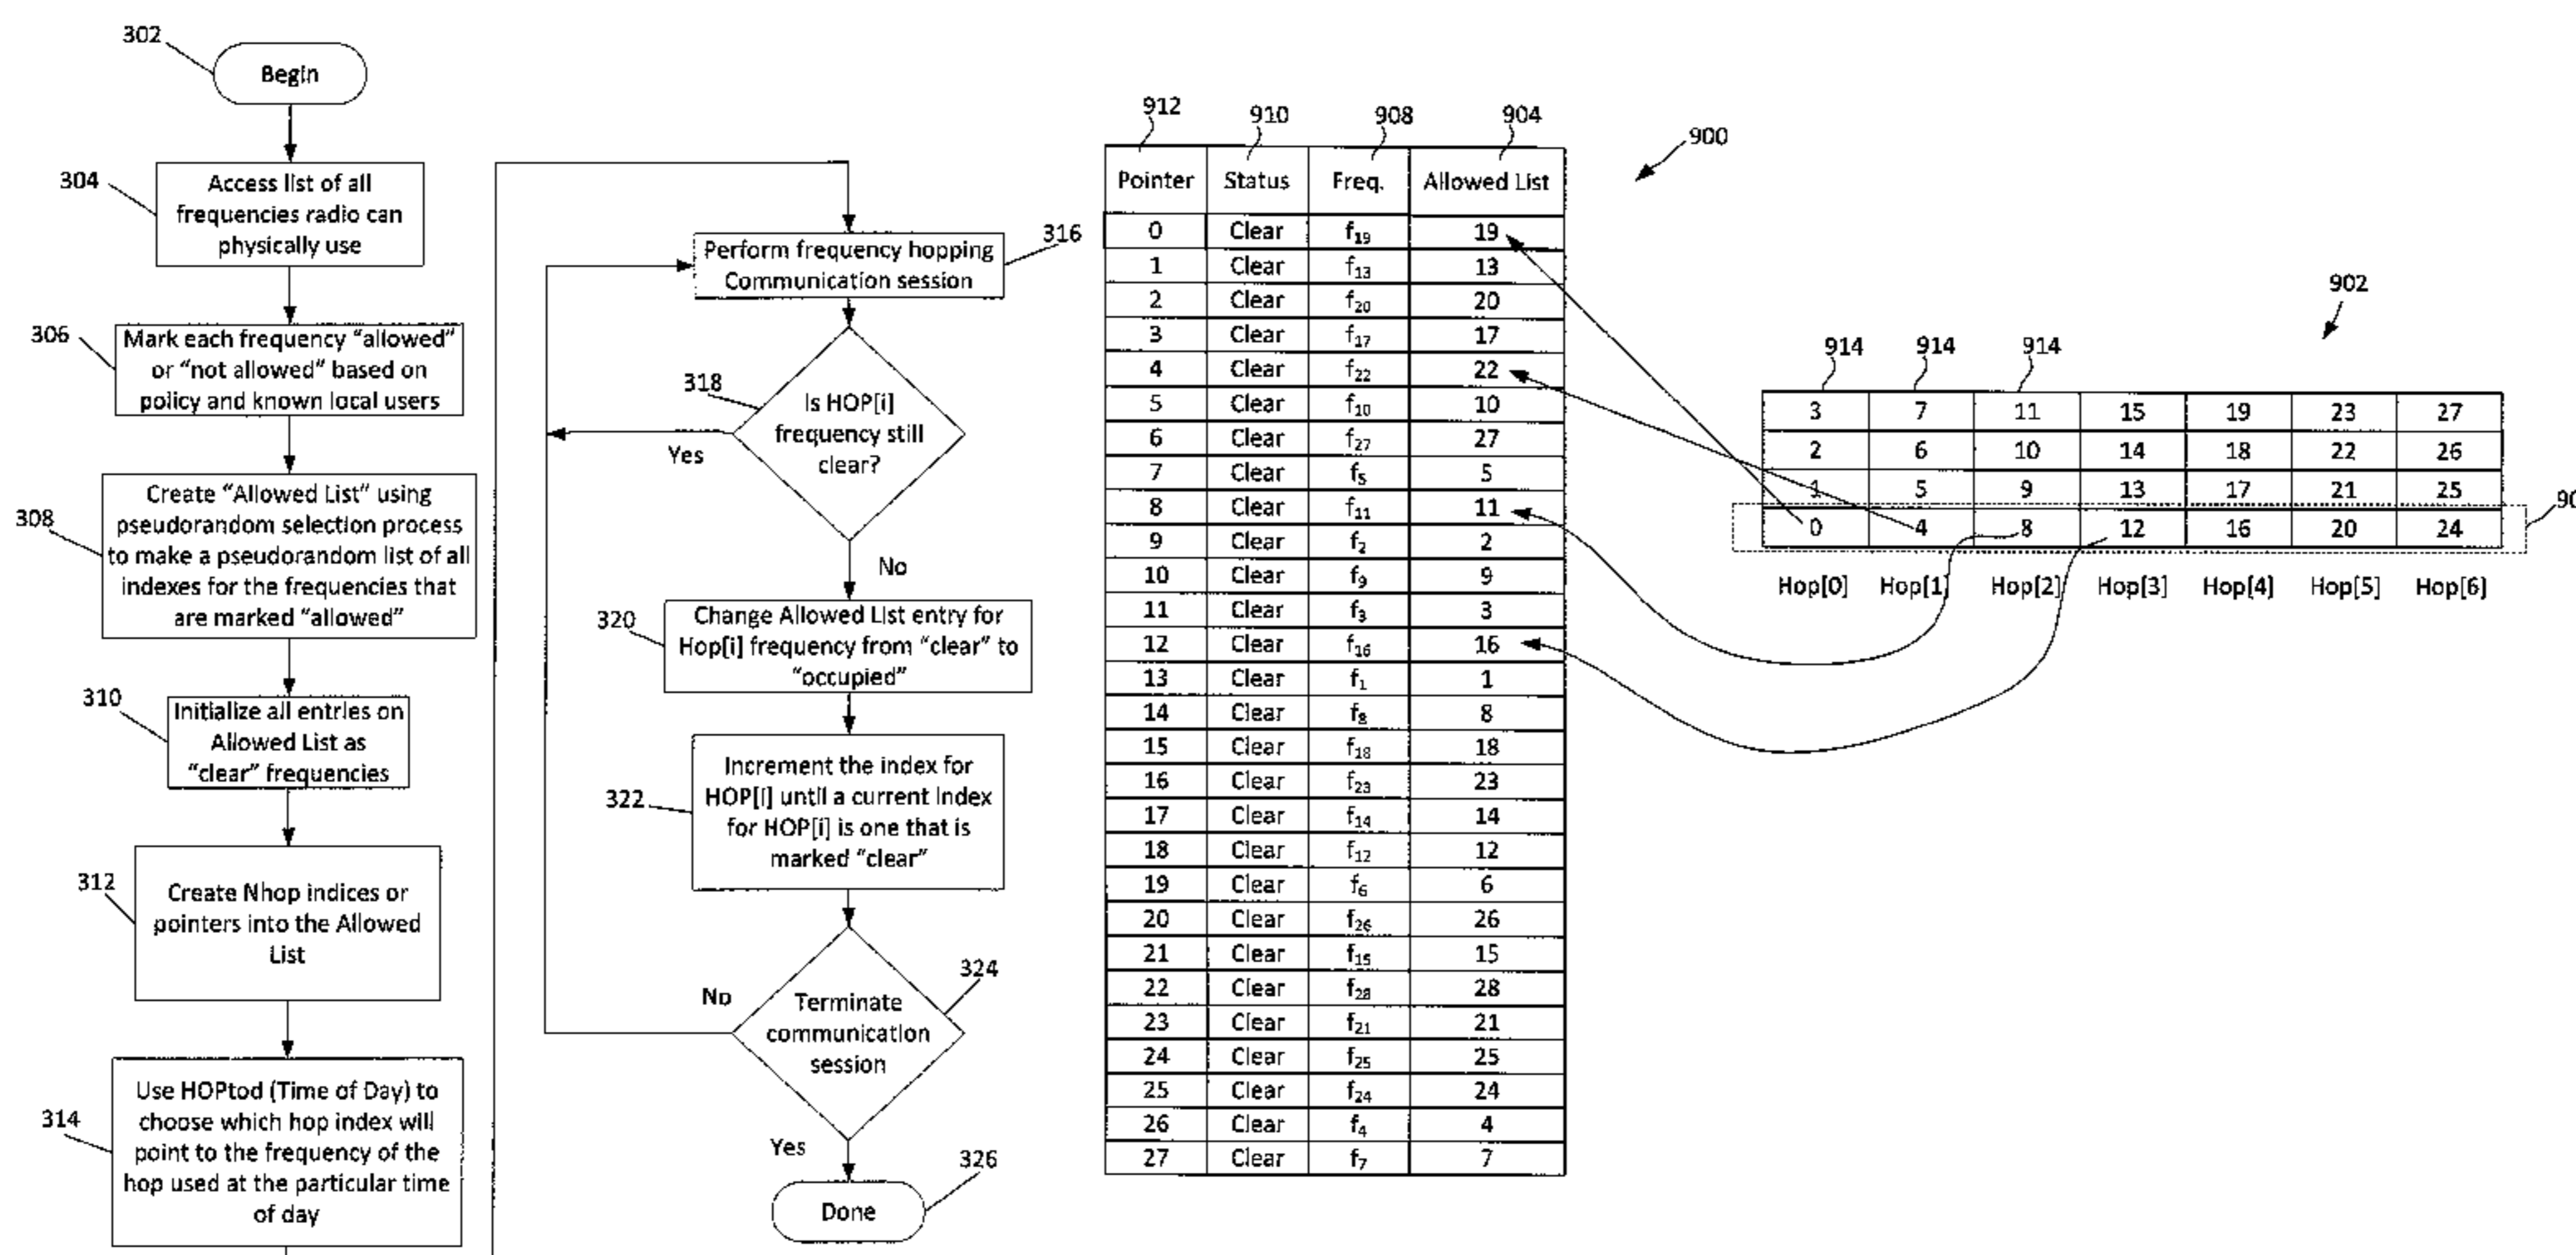 302
Begin
304
Access list of all
frequencies radio can
physically use
306
Mark each frequency “allowed”
or “not allowed” based on
policy and known local users
308
Create “Allowed List” using
pseudorandom selection process
to make a pseudorandom list of all
indexes for the frequencies that
are marked “allowed”
310
Initialize all entries on
Allowed List as
“clear” frequencies
312
Create Nhop indices or
pointers into the Allowed
List
314
Use HOPtod (Time of Day) to
choose which hop index will
point to the frequency of the
hop used at the particular time
of day
316
Perform frequency hopping
Communication session
318
Is HOP[i]
frequency still
clear?
Yes
No
320
Change Allowed List entry for
Hop[i] frequency from “clear” to
“occupied”
322
Increment the index for
HOP[i] until a current index
for HOP[i] is one that is
marked “clear”
324
Terminate
communication
session
No
Yes
326
Done
912 910 908 904
900
Pointer Status Freq. Allowed List
0 Clear f19 19
1 Clear f13 13
2 Clear f20 20
3 Clear f17 17
4 Clear f22 22
5 Clear f10 10
6 Clear f27 27
7 Clear f5 5
8 Clear f11 11
9 Clear f2 2
10 Clear f9 9
11 Clear f3 3
12 Clear f16 16
13 Clear f1 1
14 Clear f8 8
15 Clear f18 18
16 Clear f23 23
17 Clear f14 14
18 Clear f12 12
19 Clear f6 6
20 Clear f26 26
21 Clear f15 15
22 Clear f28 28
23 Clear f21 21
24 Clear f25 25
25 Clear f24 24
26 Clear f4 4
27 Clear f7 7
902
914 914 914
3 7 11 15 19 23 27
2 6 10 14 18 22 26
1 5 9 13 17 21 25
0 4 8 12 16 20 24
Hop[0] Hop[1] Hop[2] Hop[3] Hop[4] Hop[5] Hop[6]